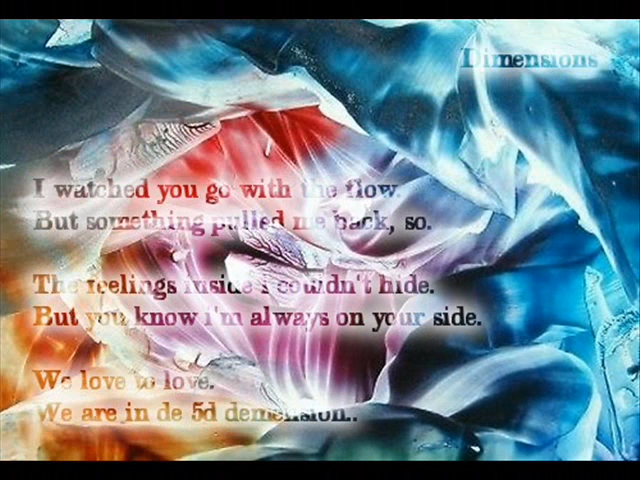 Dimensions
I watched you go with the flow.
But something pulled me back, so.
The feelings inside i couldn't hide.
But you know i'm always on your side.
We love to love.
We are in de 5d demension..